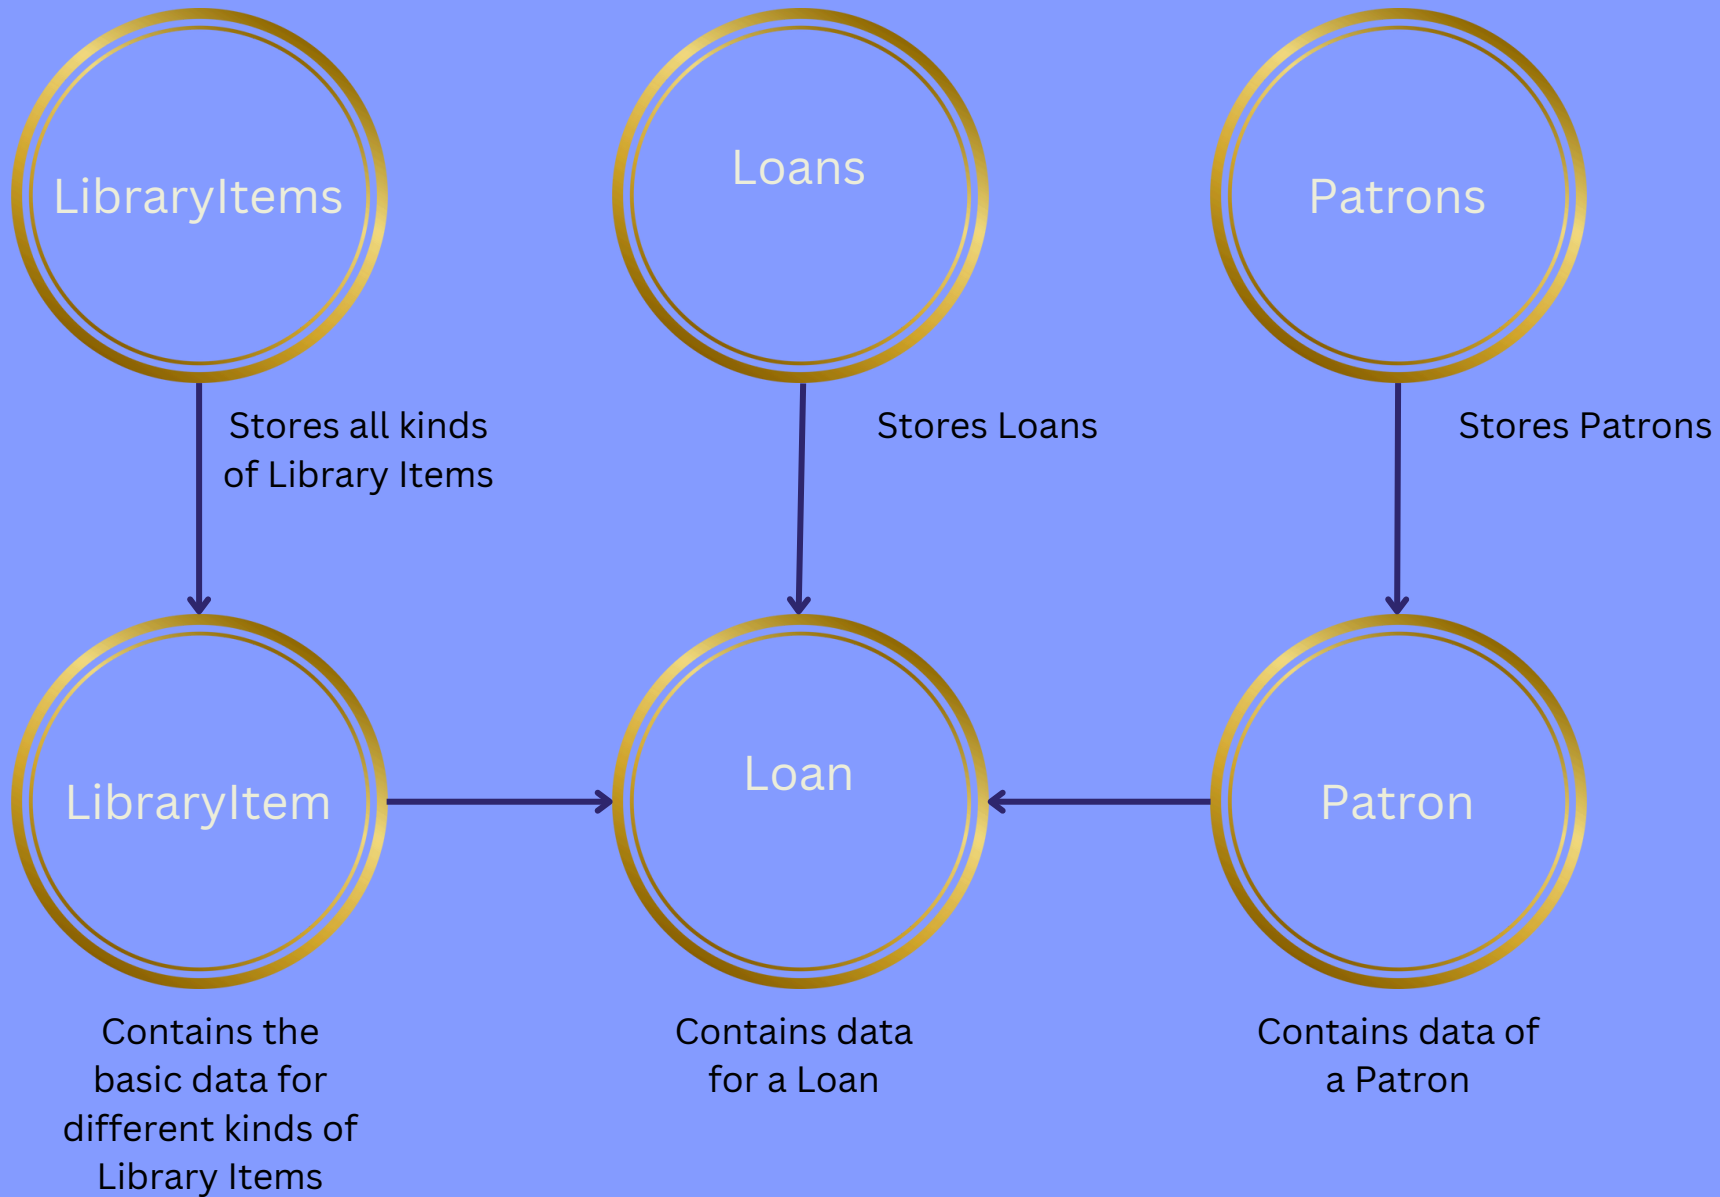 LibraryItems
Loans
Patrons
Stores all kinds
of Library Items
Stores Loans
Stores Patrons
LibraryItem
Loan
Patron
Contains the
basic data for
different kinds of
Library Items
Contains data
for a Loan
Contains data of
a Patron